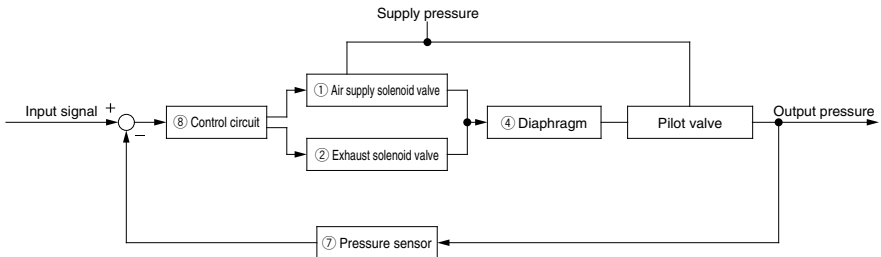 Supply pressure
Input signal
+
−
⑧ Control circuit
① Air supply solenoid valve
② Exhaust solenoid valve
④ Diaphragm
Pilot valve
Output pressure
⑦ Pressure sensor